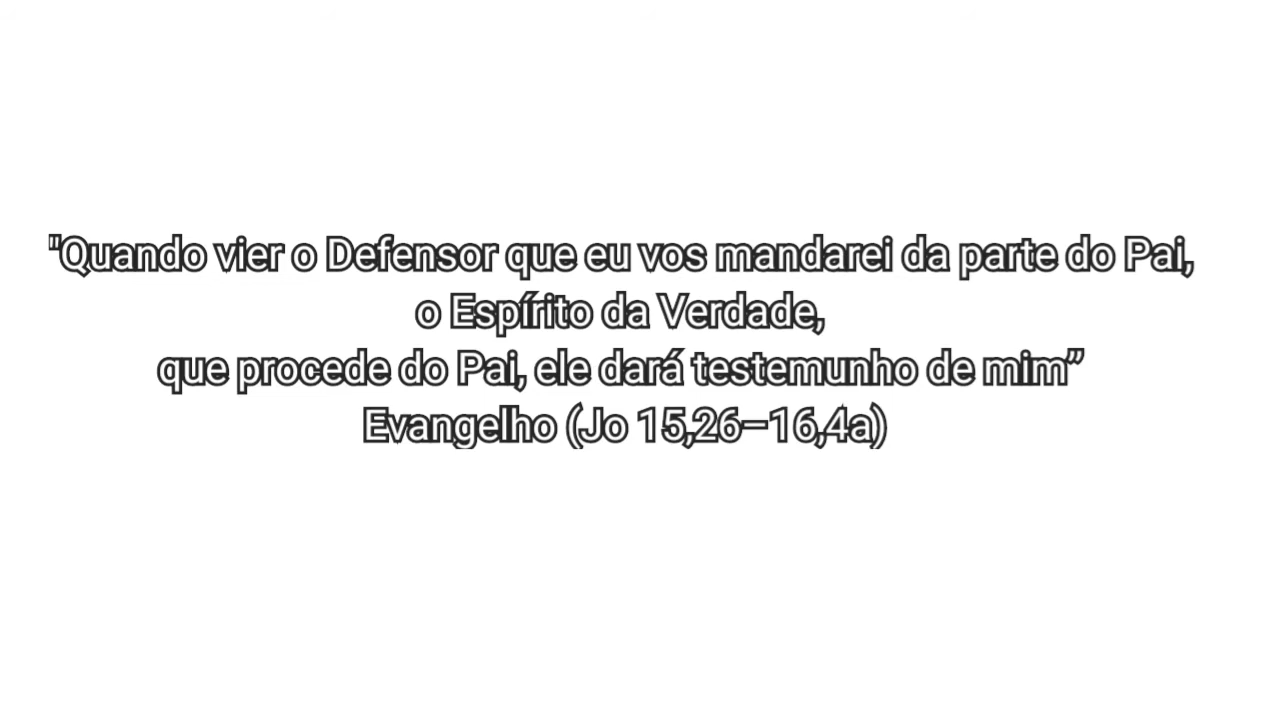 "Quando vier o Defensor que eu vos mandarei da parte do Pai,
o Espírito da Verdade,
que procede do Pai, ele dará testemunho de mim”
Evangelho (Jo 15,26–16,4a)